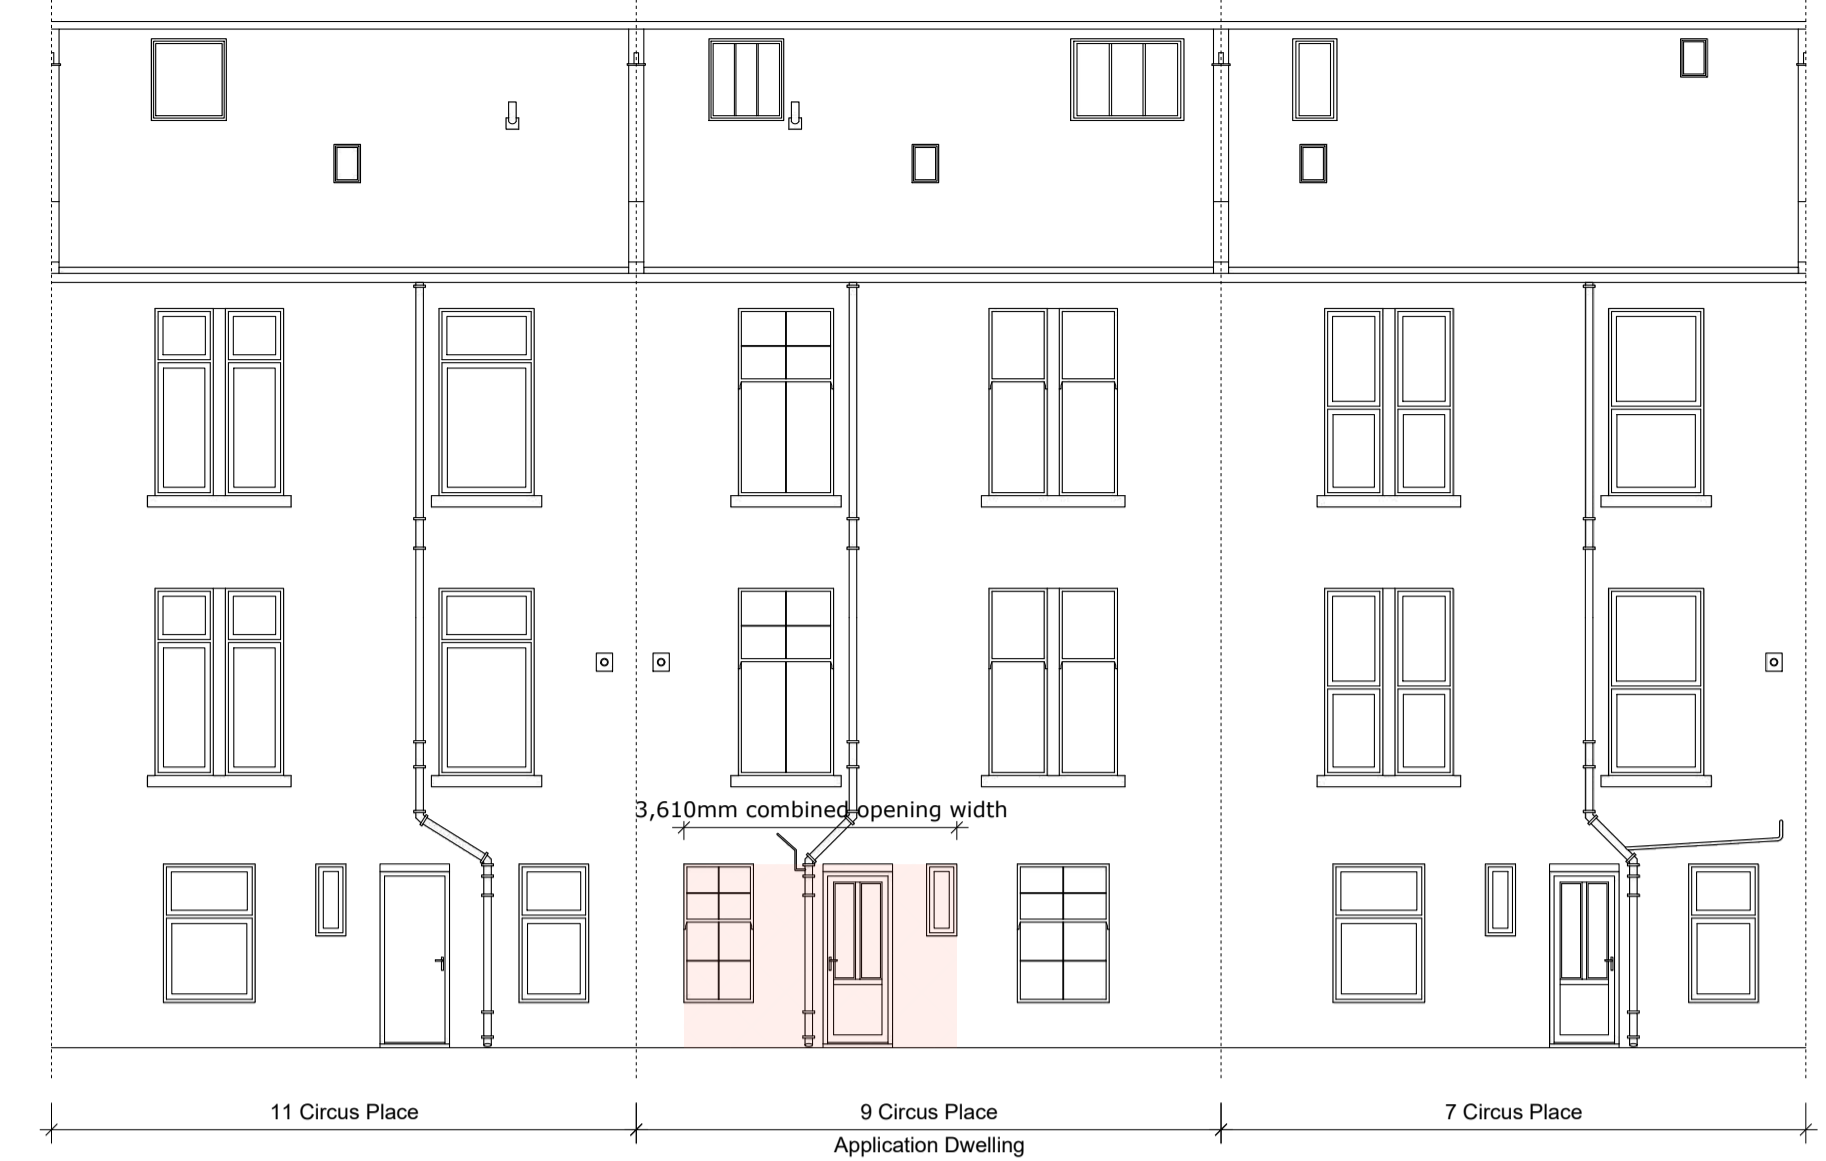 3,610mm combined opening width
11 Circus Place
9 Circus Place
7 Circus Place
Application Dwelling